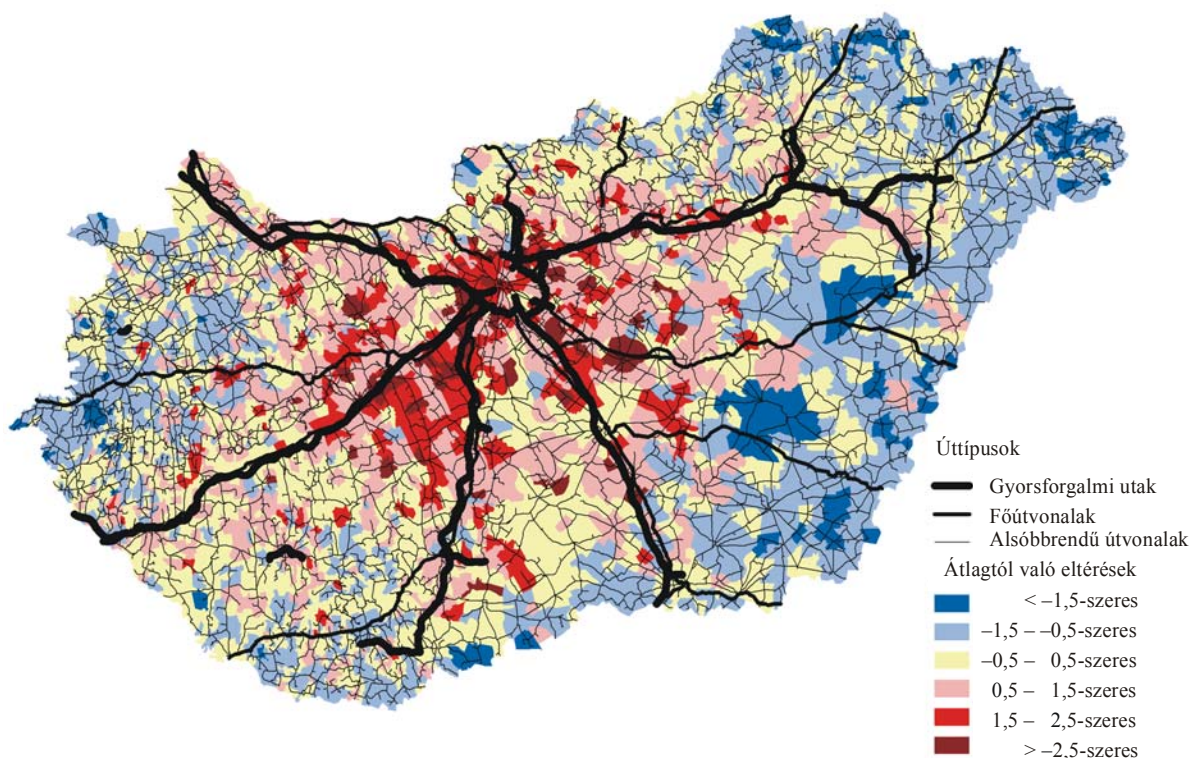 Úttípusok
Gyorsforgalmi utak
Főútvonalak
Alsóbbrendű útvonalak
Átlagtól való eltérések
< –1,5-szeres
–1,5 – –0,5-szeres
–0,5 – 0,5-szeres
0,5 – 1,5-szeres
1,5 – 2,5-szeres
> –2,5-szeres